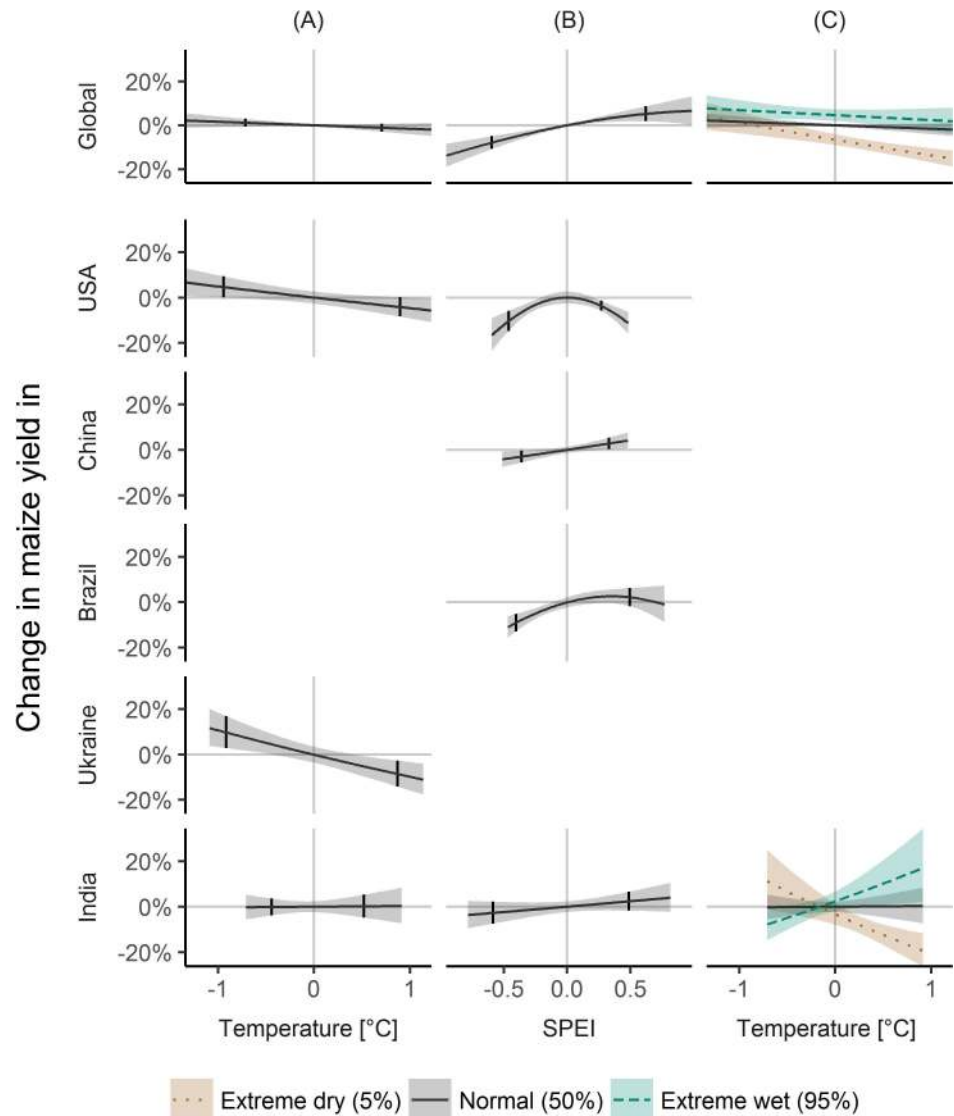 (A) (B) (C)
Change in maize yield in
Global
20%
0%
-20%
USA
20%
0%
-20%
China
20%
0%
-20%
Brazil
20%
0%
-20%
Ukraine
20%
0%
-20%
India
20%
0%
-20%
-1 0 1 -0.5 0.0 0.5 -1 0 1
Temperature [°C] SPEI Temperature [°C]
Extreme dry (5%) Normal (50%) Extreme wet (95%)